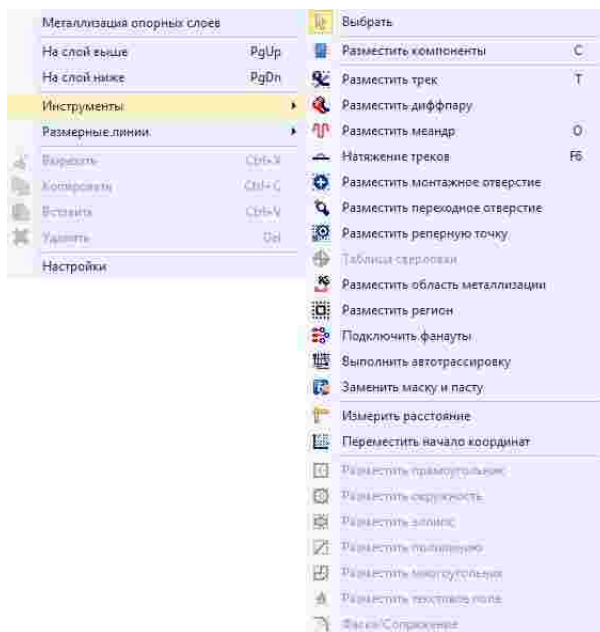 Металлизация опорных слоев
На слой выше PgUp
На слой ниже PgDn
Инструменты
Размерные линии
Вырезать Ctrl+X
Копировать Ctrl+C
Вставить Ctrl+V
Удалить Del
Настройки
Выбрать
Разместить компоненты C
Разместить трек T
Разместить диффпару
Разместить меандр O
Натяжение треков F6
Разместить монтажное отверстие
Разместить переходное отверстие
Разместить реперную точку
Таблица сверловки
Разместить область металлизации
Разместить регион
Подключить фанауты
Выполнить автотрассировку
Заменить маску и пасту
Измерить расстояние
Переместить начало координат
Разместить прямоугольник
Разместить окружность
Разместить эллипс
Разместить полилинию
Разместить многоугольник
Разместить текстовое поле
Фаска/Сопряжение